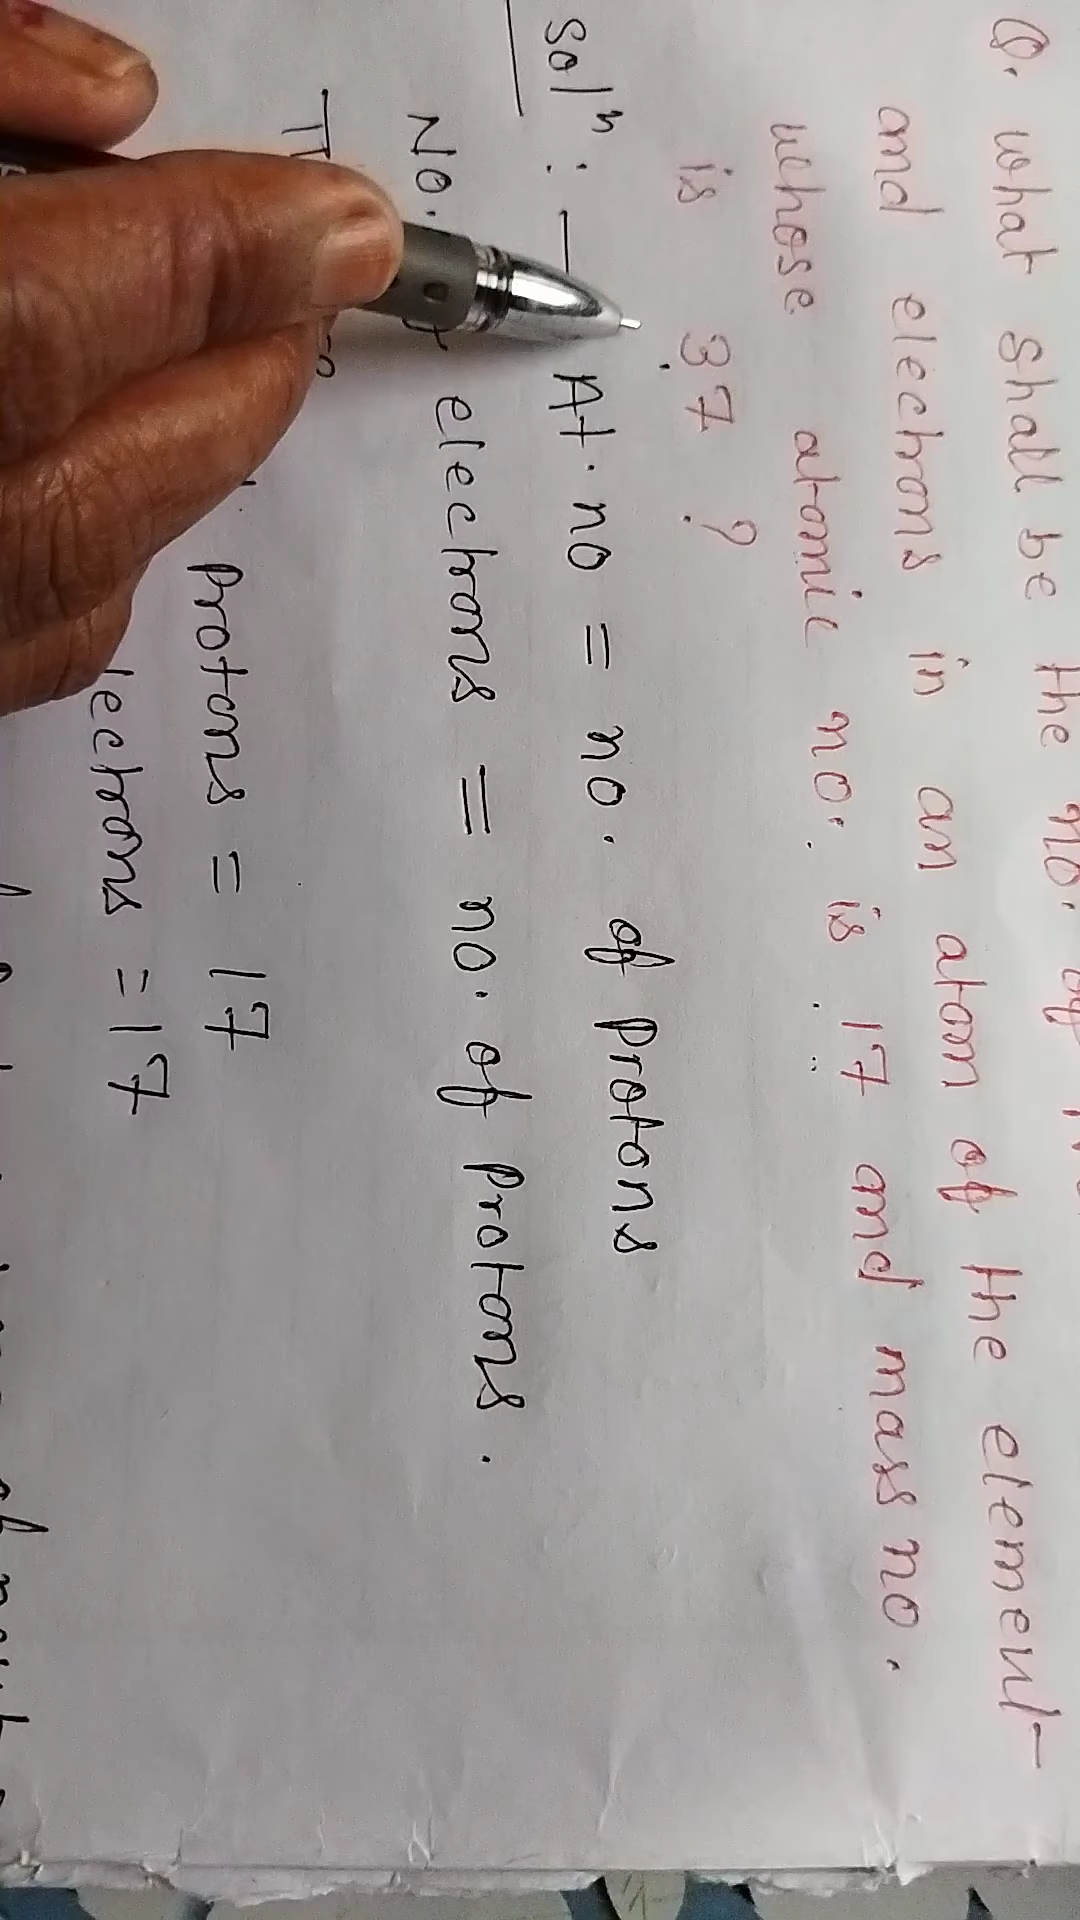 Q. what shall be the no. of
and electrons in an atom of the element
whose atomic no. is 17 and mass no.
is 37 ?
Solⁿ : — At. no = no. of protons
No. electrons = no. of protons.
protons = 17
lectrons = 17